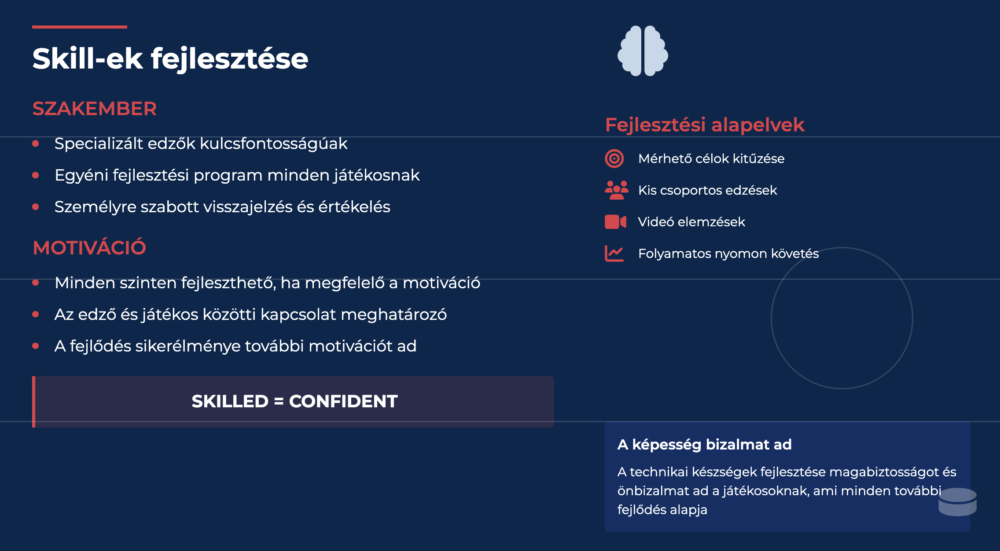 Skill-ek fejlesztése
SZAKEMBER
Specializált edzők kulcsfontosságúak
Egyéni fejlesztési program minden játékosnak
Személyre szabott visszajelzés és értékelés
MOTIVÁCIÓ
Minden szinten fejleszthető, ha megfelelő a motiváció
Az edző és játékos közötti kapcsolat meghatározó
A fejlődés sikerélménye további motivációt ad
SKILLED = CONFIDENT
Fejlesztési alapelvek
Mérhető célok kitűzése
Kis csoportos edzések
Videó elemzések
Folyamatos nyomon követés
A képesség bizalmat ad
A technikai készségek fejlesztése magabiztosságot és
önbizalmat ad a játékosoknak, ami minden további
fejlődés alapja